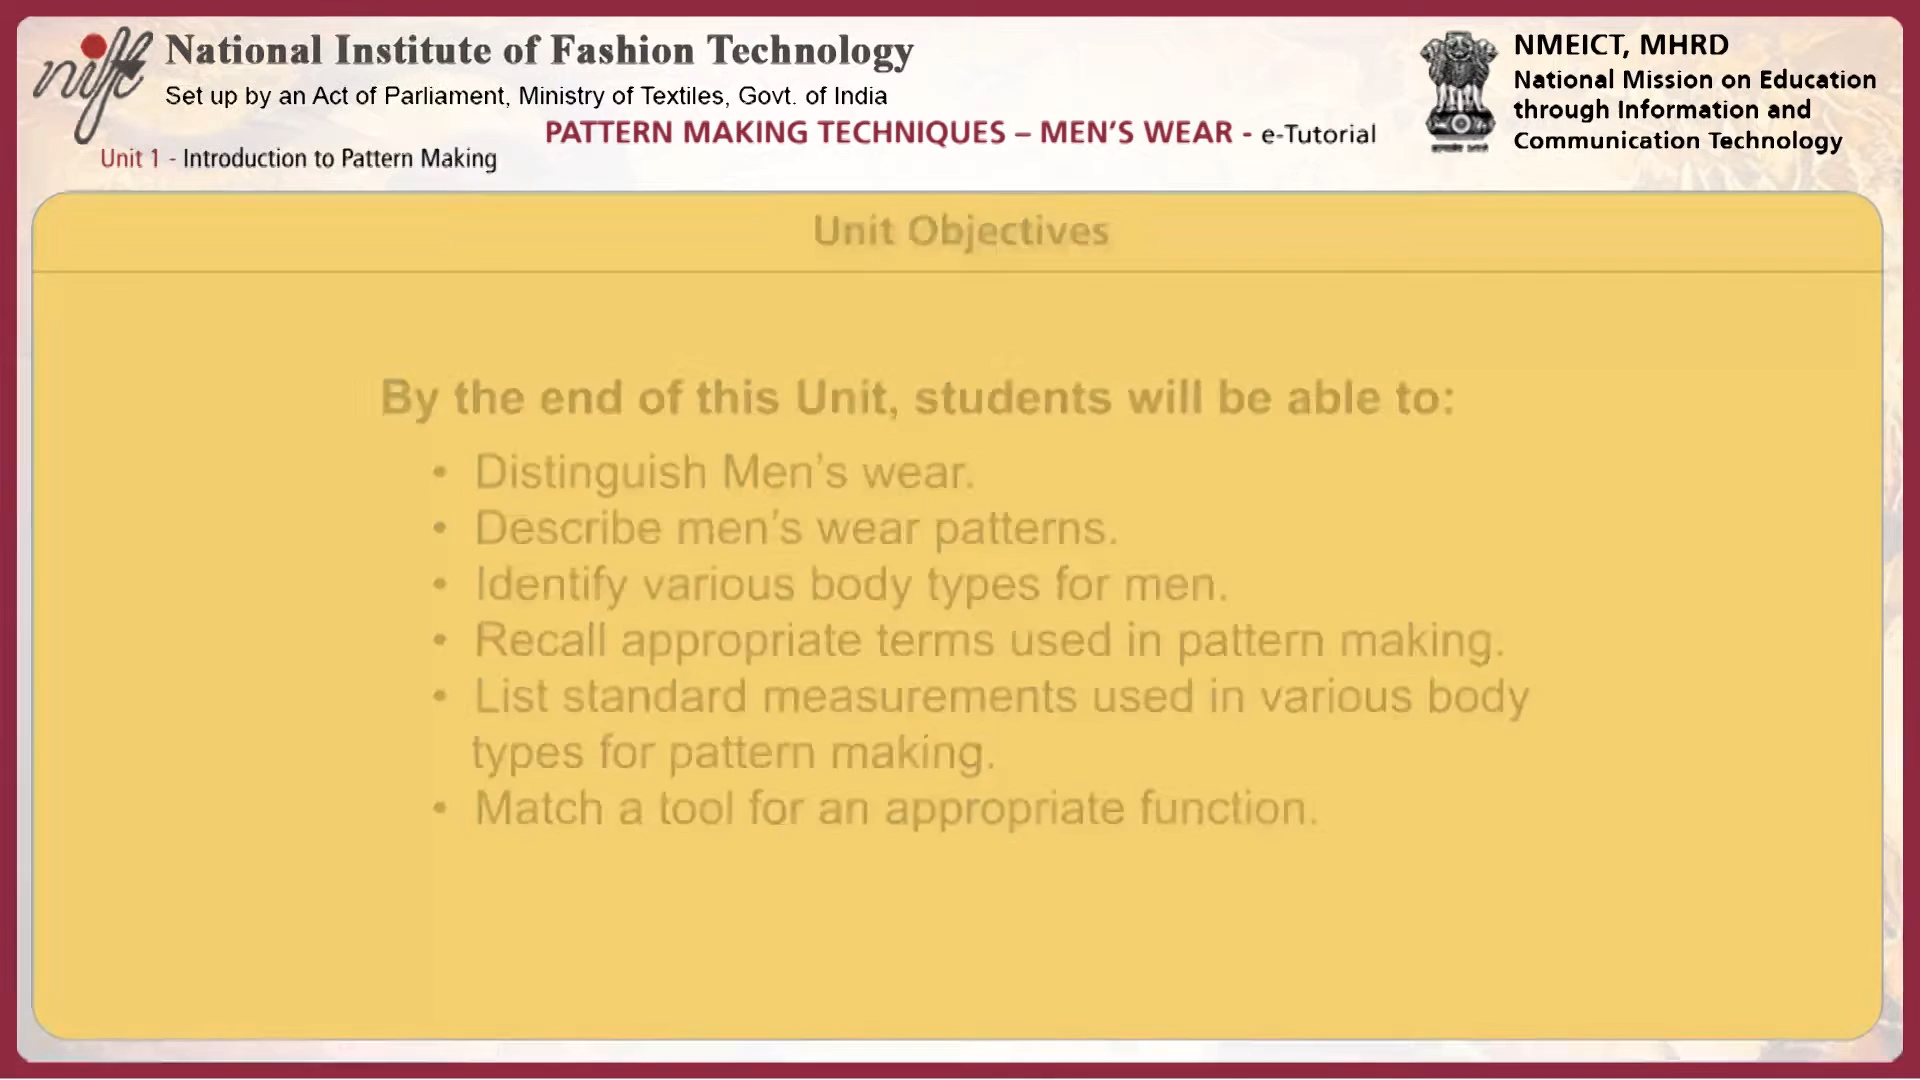 nift
National Institute of Fashion Technology
Set up by an Act of Parliament, Ministry of Textiles, Govt. of India
PATTERN MAKING TECHNIQUES – MEN’S WEAR - e-Tutorial
Unit 1 - Introduction to Pattern Making
NMEICT, MHRD
National Mission on Education
through Information and
Communication Technology
Unit Objectives
By the end of this Unit, students will be able to:
• Distinguish Men’s wear.
• Describe men’s wear patterns.
• Identify various body types for men.
• Recall appropriate terms used in pattern making.
• List standard measurements used in various body
types for pattern making.
• Match a tool for an appropriate function.